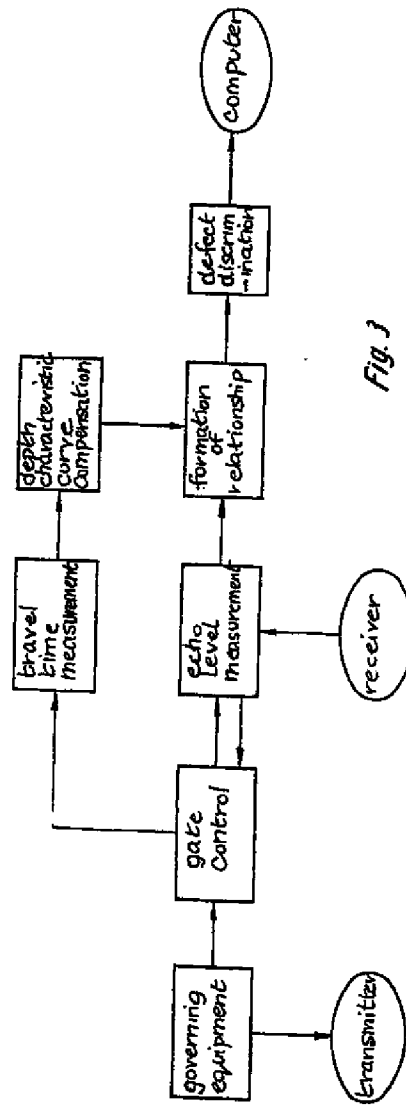 depth
characteristic
curve
compensation
travel
time
measurement
computer
defect
discrim
-ination
formation
of
relationship
echo
level
measurement
gate
control
governing
equipment
receiver
transmitter
Fig. 3